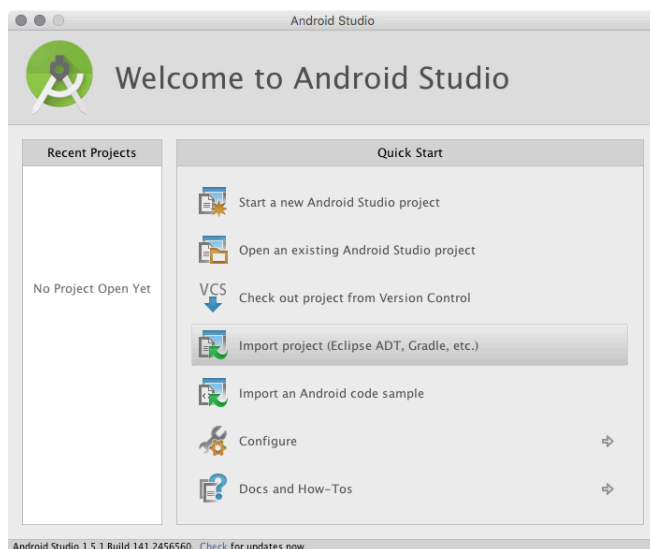 Android Studio
Welcome to Android Studio
Recent Projects
No Project Open Yet
Quick Start
Start a new Android Studio project
Open an existing Android Studio project
VCS
Check out project from Version Control
Import project (Eclipse ADT, Gradle, etc.)
Import an Android code sample
Configure
Docs and How-Tos
Android Studio 1.5.1 Build 141.2456560. Check for updates now.